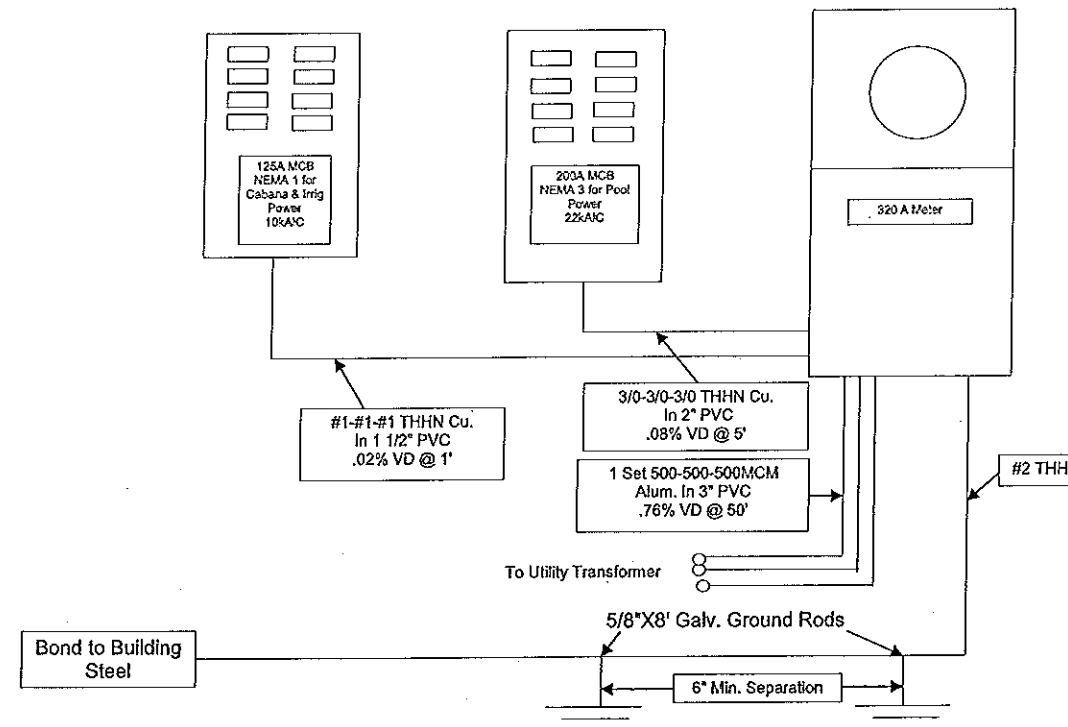 125A MCB
NEMA 1 for
Cabana & Irrig
Power
10kAIC
200A MCB
NEMA 3 for Pool
Power
22kAIC
320 A Meter
#1-#1-#1 THHN Cu.
In 1 1/2" PVC
.02% VD @ 1'
3/0-3/0-3/0 THHN Cu.
In 2" PVC
.08% VD @ 5'
1 Set 500-500-500MCM
Alum. In 3" PVC
.76% VD @ 50'
#2 THH
To Utility Transformer
5/8"X8' Galv. Ground Rods
Bond to Building
Steel
6" Min. Separation